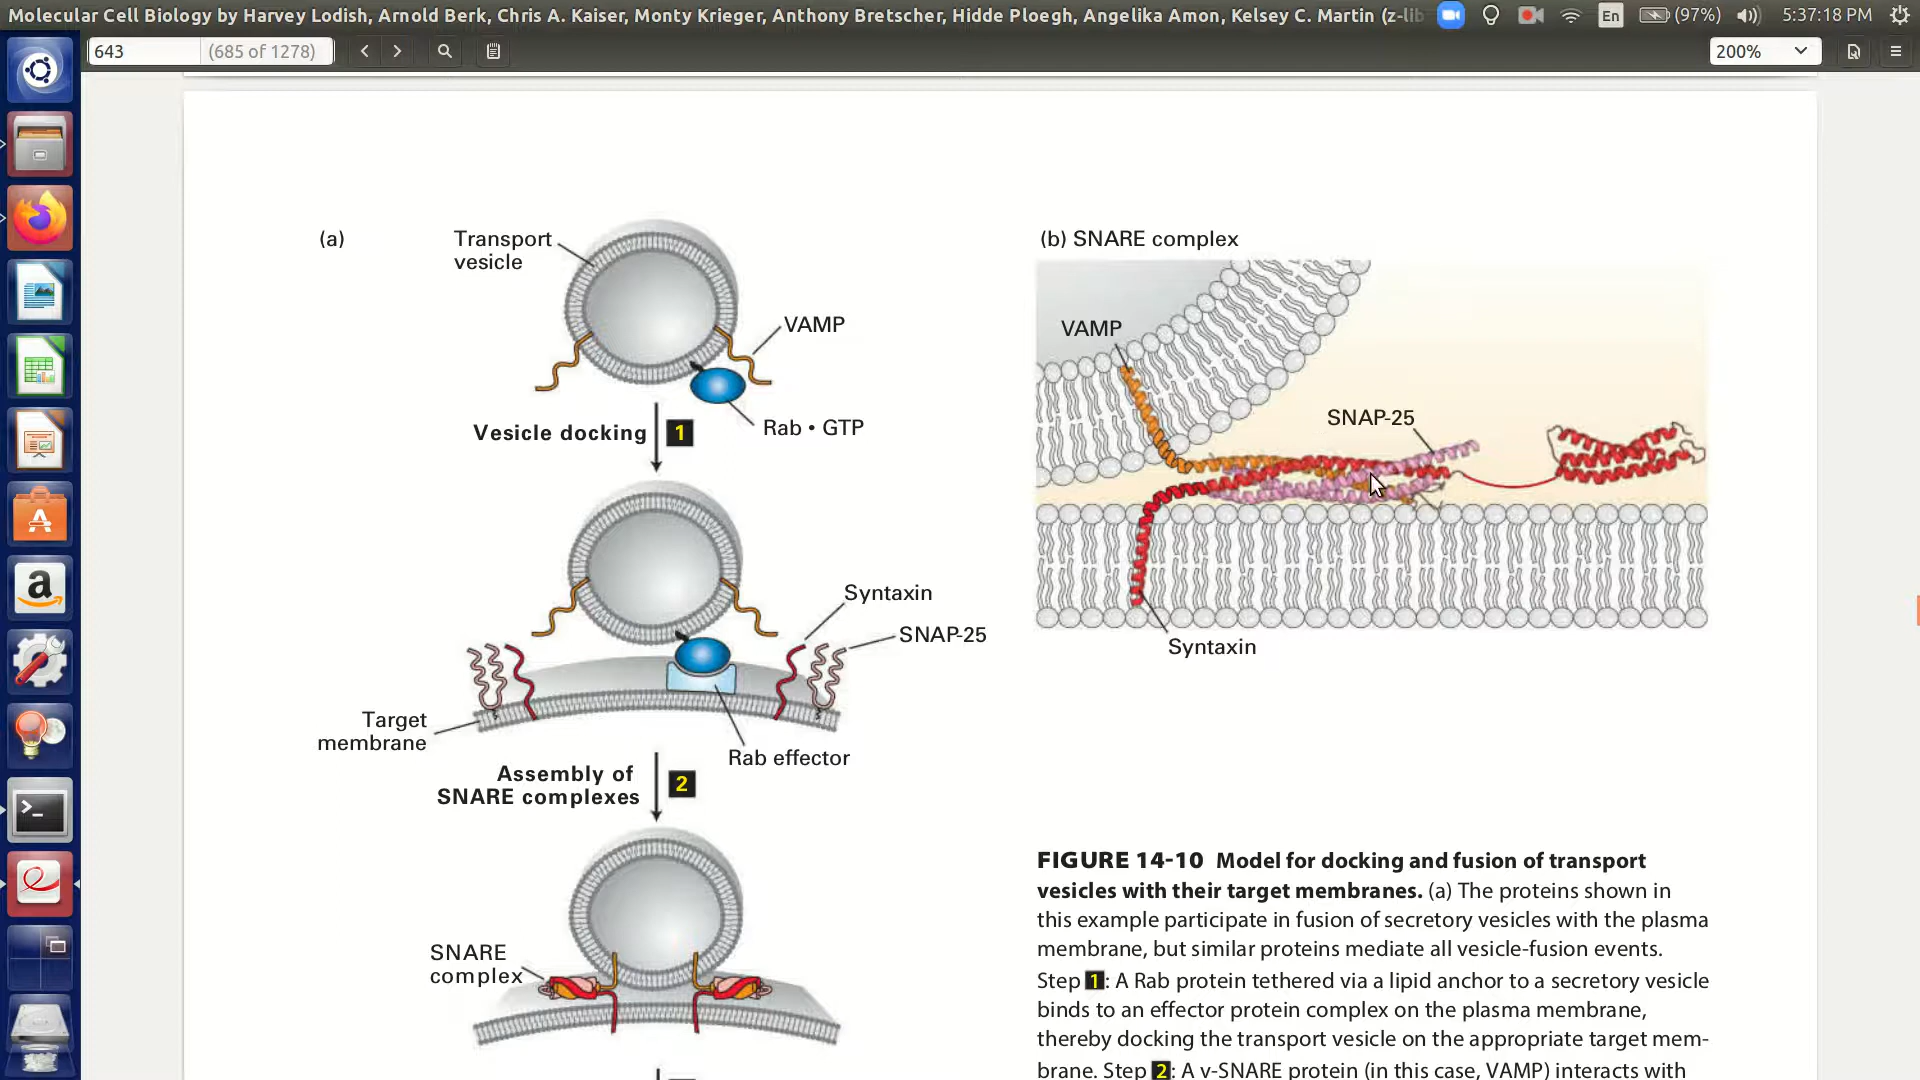 Molecular Cell Biology by Harvey Lodish, Arnold Berk, Chris A. Kaiser, Monty Krieger, Anthony Bretscher, Hidde Ploegh, Angelika Amon, Kelsey C. Martin (z-lib
En
(97%)
5:37:18 PM
643
(685 of 1278)
200%
(a)
Transport
vesicle
VAMP
Rab • GTP
Vesicle docking
1
Syntaxin
SNAP-25
Target
membrane
Rab effector
Assembly of
SNARE complexes
2
SNARE
complex
(b) SNARE complex
VAMP
SNAP-25
Syntaxin
FIGURE 14-10 Model for docking and fusion of transport
vesicles with their target membranes. (a) The proteins shown in
this example participate in fusion of secretory vesicles with the plasma
membrane, but similar proteins mediate all vesicle-fusion events.
Step 1: A Rab protein tethered via a lipid anchor to a secretory vesicle
binds to an effector protein complex on the plasma membrane,
thereby docking the transport vesicle on the appropriate target mem-
brane. Step 2: A v-SNARE protein (in this case, VAMP) interacts with